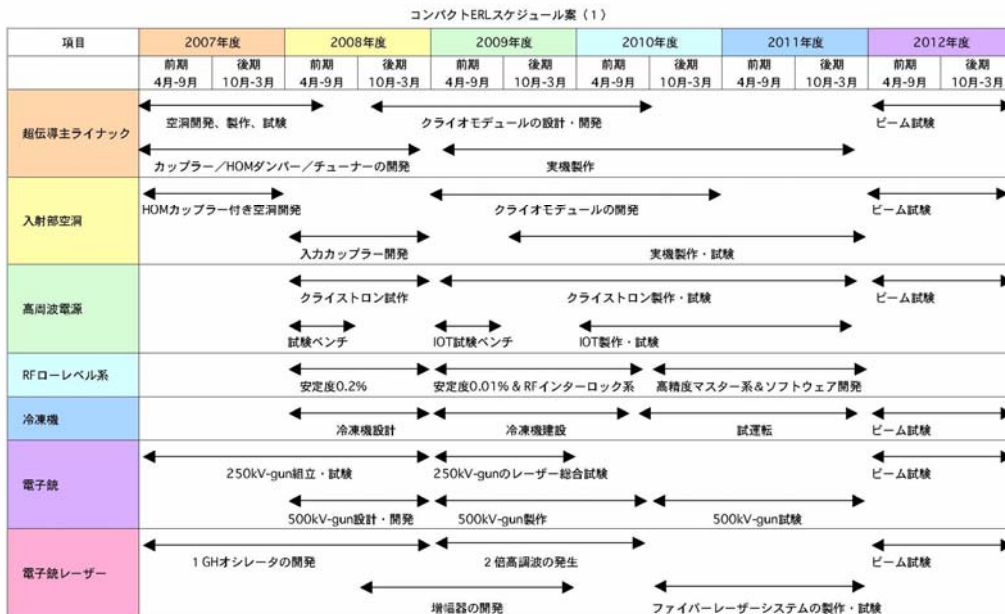 コンパクトERLスケジュール案（1）
項目 2007年度 2008年度 2009年度 2010年度 2011年度 2012年度
前期 後期 前期 後期 前期 後期 前期 後期 前期 後期 前期 後期
4月-9月 10月-3月 4月-9月 10月-3月 4月-9月 10月-3月 4月-9月 10月-3月 4月-9月 10月-3月 4月-9月 10月-3月
超伝導主ライナック
空洞開発、製作、試験 クライオモデュールの設計・開発 ビーム試験
カップラー／HOMダンパー／チューナーの開発 実機製作
入射部空洞
HOMカップラー付き空洞開発 クライオモデュールの開発 ビーム試験
入力カップラー開発 実機製作・試験
高周波電源
クライストロン試作 クライストロン製作・試験 ビーム試験
試験ベンチ IOT試験ベンチ IOT製作・試験
RFローレベル系
安定度0.2% 安定度0.01%＆RFインターロック系 高精度マスター系＆ソフトウェア開発
冷凍機
冷凍機設計 冷凍機建設 試運転 ビーム試験
電子銃
250kV-gun組立・試験 250kV-gunのレーザー総合試験 ビーム試験
500kV-gun設計・開発 500kV-gun製作 500kV-gun試験
電子銃レーザー
1 GHオシレータの開発 2倍高調波の発生 ビーム試験
増幅器の開発 ファイバーレーザーシステムの製作・試験